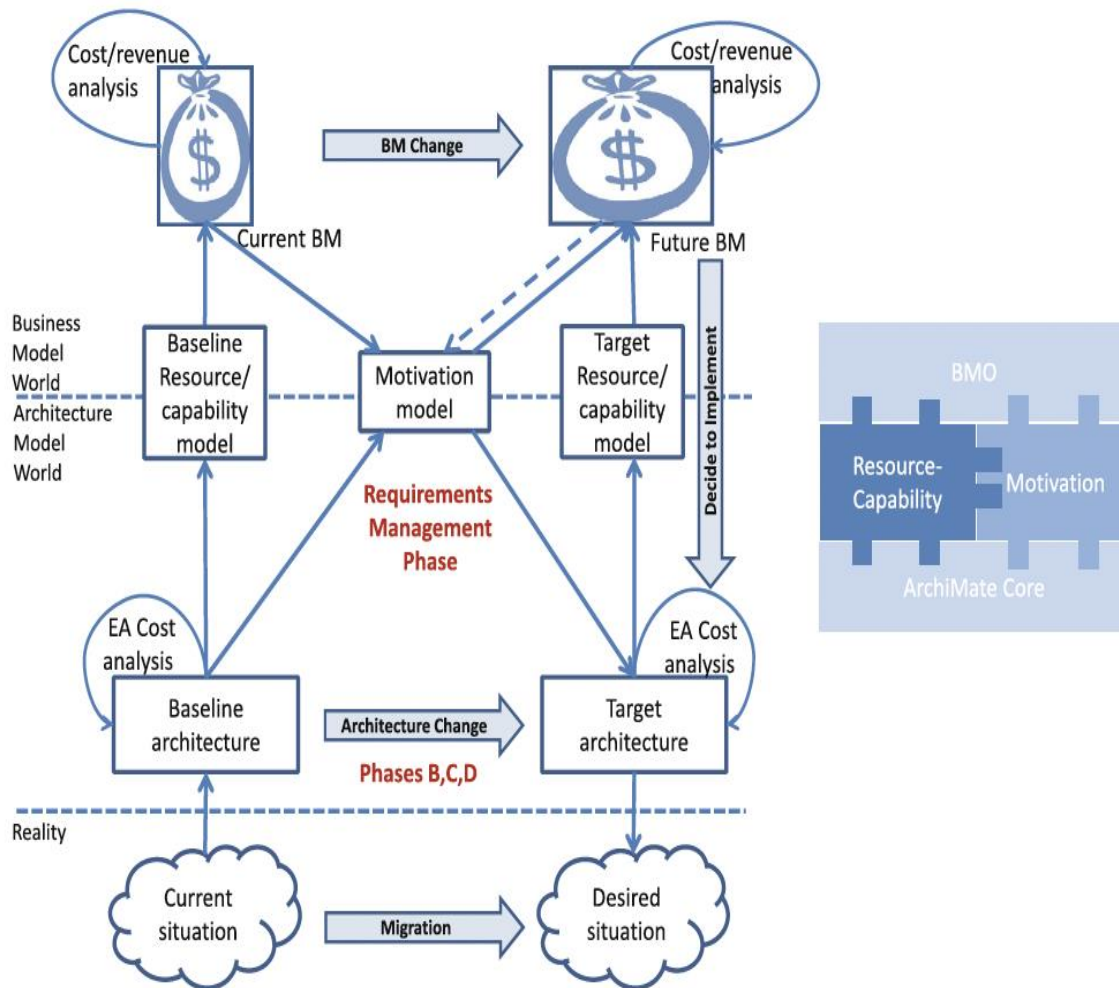 Cost/revenue
analysis
$
BM Change
Cost/revenue
analysis
$
Current BM
Future BM
Business
Model
World
Architecture
Model
World
Baseline
Resource/
capability
model
Motivation
model
Target
Resource/
capability
model
Decide to Implement
BMO
Resource-
Capability
Motivation
ArchiMate Core
Requirements
Management
Phase
EA Cost
analysis
EA Cost
analysis
Baseline
architecture
Architecture Change
Target
architecture
Phases B,C,D
Reality
Current
situation
Migration
Desired
situation